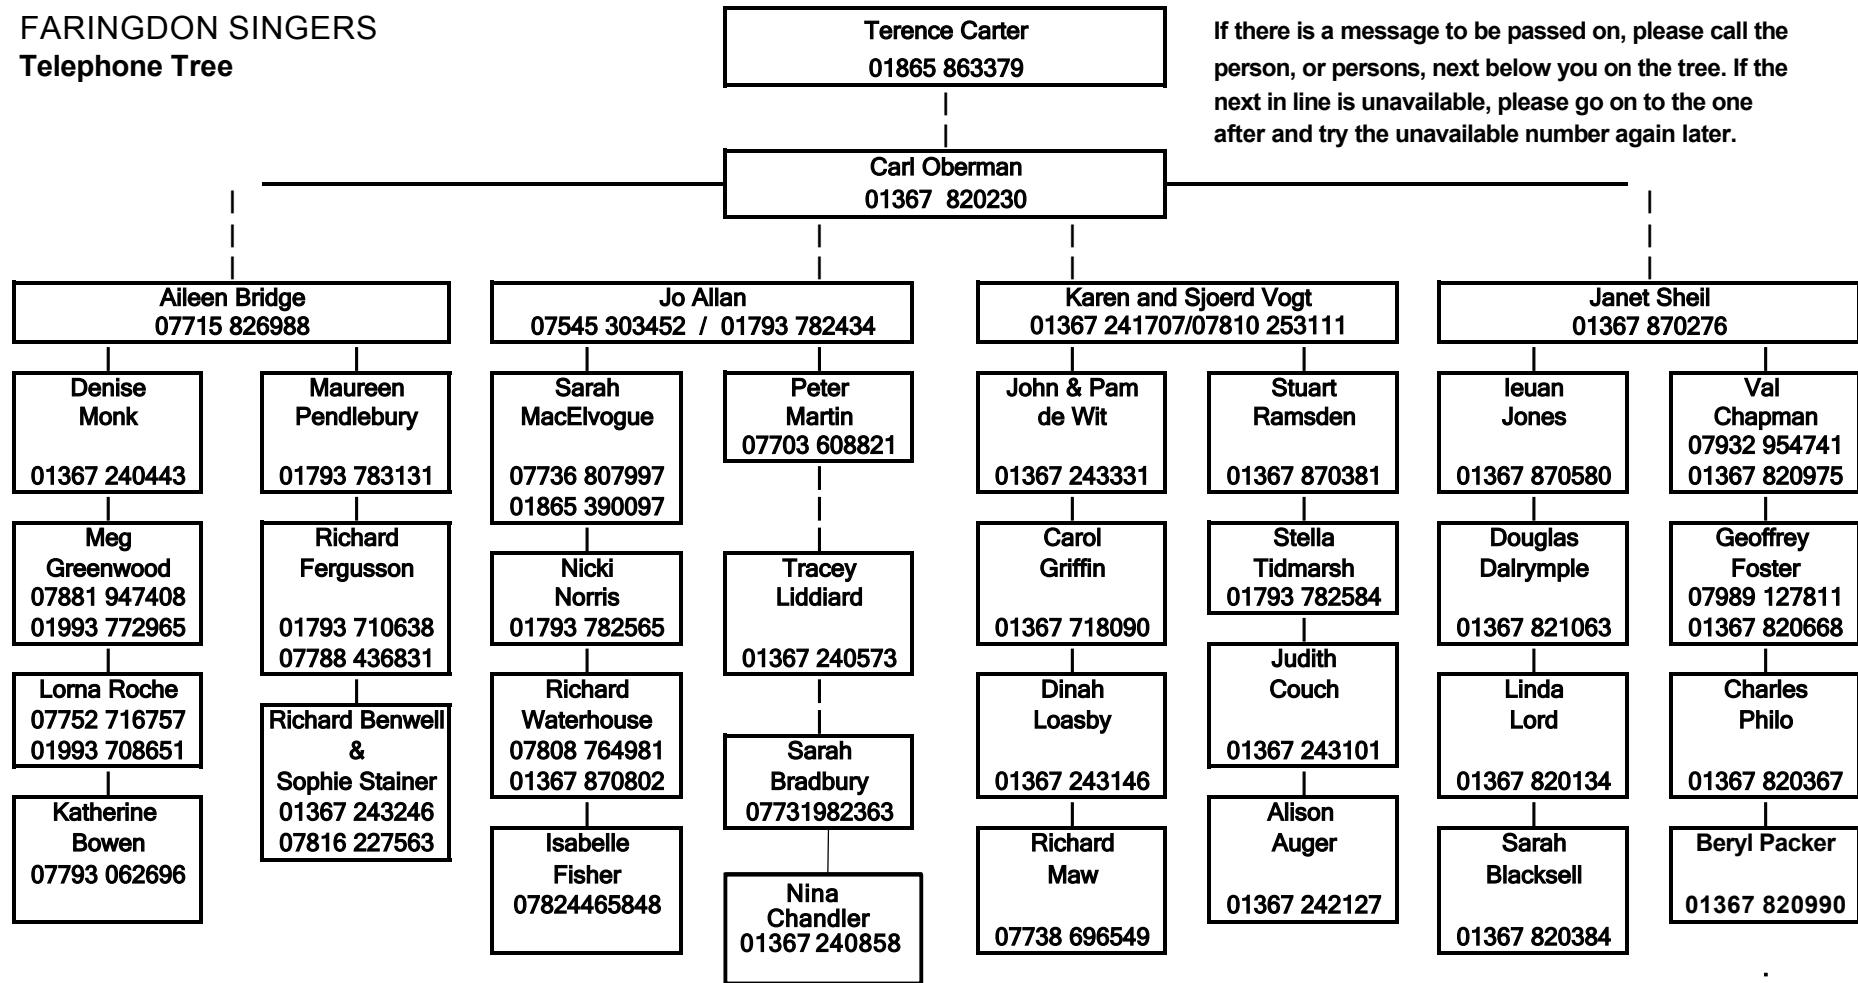 FARINGDON SINGERS
Telephone Tree
Terence Carter
01865 863379
If there is a message to be passed on, please call the
person, or persons, next below you on the tree. If the
next in line is unavailable, please go on to the one
after and try the unavailable number again later.
Carl Oberman
01367  820230
Aileen Bridge
07715 826988
Denise
Monk
01367 240443
Meg
Greenwood
07881 947408
01993 772965
Lorna Roche
07752 716757
01993 708651
Katherine
Bowen
07793 062696
Maureen
Pendlebury
01793 783131
Richard
Fergusson
01793 710638
07788 436831
Richard Benwell
&
Sophie Stainer
01367 243246
07816 227563
Jo Allan
07545 303452  /  01793 782434
Sarah
MacElvogue
07736 807997
01865 390097
Nicki
Norris
01793 782565
Richard
Waterhouse
07808 764981
01367 870802
Isabelle
Fisher
07824465848
Peter
Martin
07703 608821
Tracey
Liddiard
01367 240573
Sarah
Bradbury
07731982363
Nina
Chandler
01367 240858
Karen and Sjoerd Vogt
01367 241707/07810 253111
John & Pam
de Wit
01367 243331
Carol
Griffin
01367 718090
Dinah
Loasby
01367 243146
Richard
Maw
07738 696549
Stuart
Ramsden
01367 870381
Stella
Tidmarsh
01793 782584
Judith
Couch
01367 243101
Alison
Auger
01367 242127
Janet Sheil
01367 870276
Ieuan
Jones
01367 870580
Douglas
Dalrymple
01367 821063
Linda
Lord
01367 820134
Sarah
Blacksell
01367 820384
Val
Chapman
07932 954741
01367 820975
Geoffrey
Foster
07989 127811
01367 820668
Charles
Philo
01367 820367
Beryl Packer
01367 820990
.